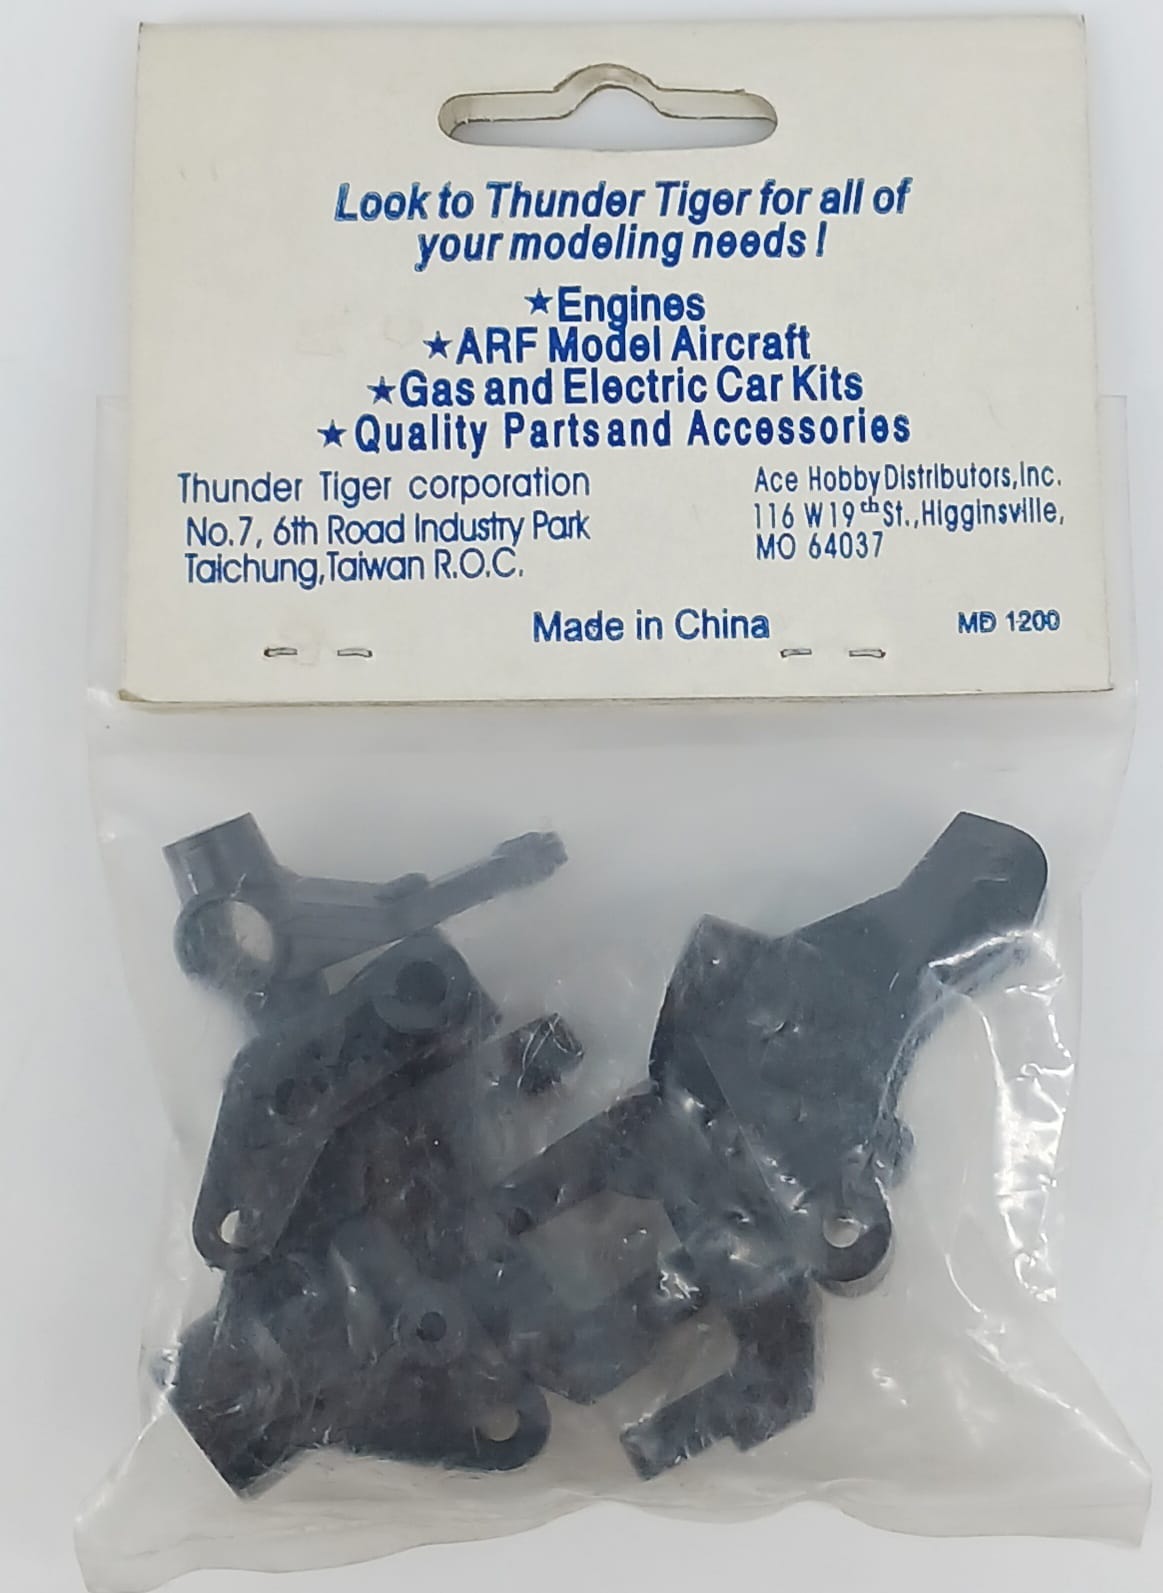 Look to Thunder Tiger for all of
your modeling needs!
★Engines
★ARF Model Aircraft
★Gas and Electric Car Kits
★Quality Parts and Accessories
Thunder Tiger corporation
No.7, 6th Road Industry Park
Taichung,Taiwan R.O.C.
Ace Hobby Distributors,Inc.
116 W 19th St.,Higginsville,
MO 64037
Made in China
MD 1200